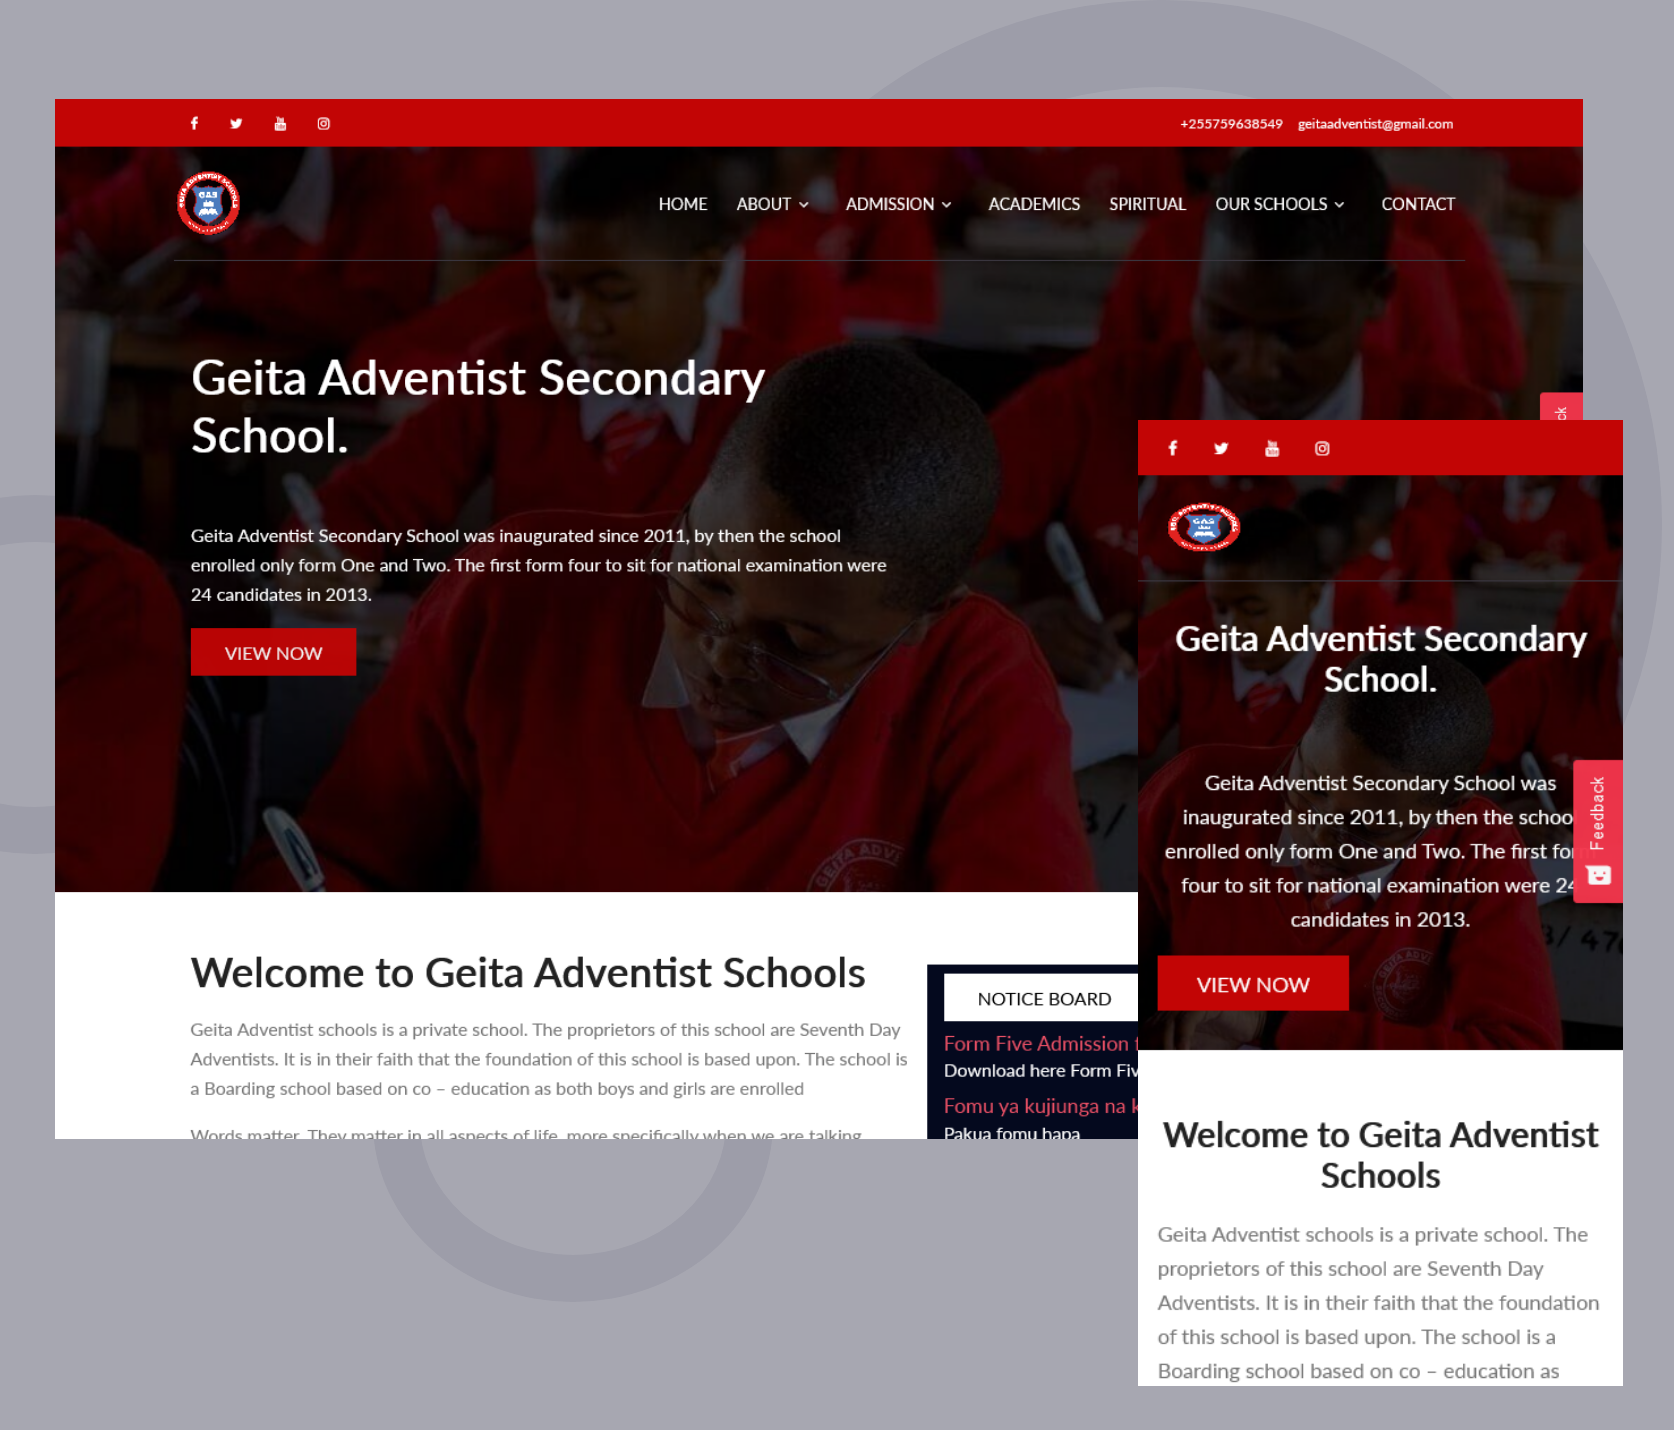 +255759638549 geitaadventist@gmail.com
GEITA ADVENTIST SCHOOLS
GAS
HOME ABOUT ADMISSION ACADEMICS SPIRITUAL OUR SCHOOLS CONTACT
Geita Adventist Secondary
School.
Geita Adventist Secondary School was inaugurated since 2011, by then the school
enrolled only form One and Two. The first form four to sit for national examination were
24 candidates in 2013.
VIEW NOW
GEITA ADV
Welcome to Geita Adventist Schools
Geita Adventist schools is a private school. The proprietors of this school are Seventh Day
Adventists. It is in their faith that the foundation of this school is based upon. The school is
a Boarding school based on co – education as both boys and girls are enrolled
Words matter. They matter in all aspects of life, more specifically when we are talking
NOTICE BOARD
Form Five Admission
Download here Form Fiv
Fomu ya kujiunga na
Pakua fomu hapa
ck
GAS
Geita Adventist Secondary
School.
Geita Adventist Secondary School was
inaugurated since 2011, by then the schoo
enrolled only form One and Two. The first for
four to sit for national examination were 24
candidates in 2013.
Feedback
VIEW NOW
Welcome to Geita Adventist
Schools
Geita Adventist schools is a private school. The
proprietors of this school are Seventh Day
Adventists. It is in their faith that the foundation
of this school is based upon. The school is a
Boarding school based on co – education as